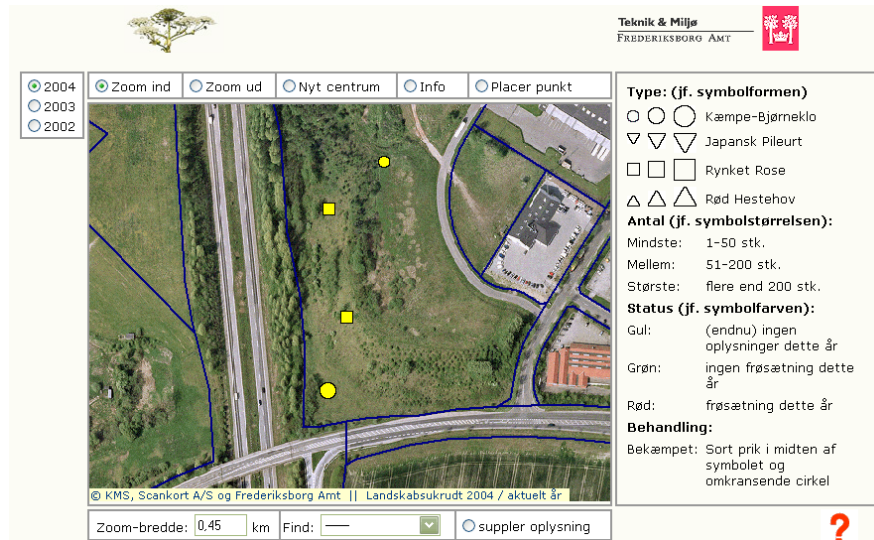 Teknik & Miljø
FREDERIKSBORG AMT
2004
2003
2002
Zoom ind
Zoom ud
Nyt centrum
Info
Placer punkt
Type: (jf. symbolformen)
Kæmpe-Bjørneklo
Japansk Pileurt
Rynket Rose
Rød Hestehov
Antal (jf. symbolstørrelsen):
Mindste: 1-50 stk.
Mellem: 51-200 stk.
Største: flere end 200 stk.
Status (jf. symbolfarven):
Gul: (endnu) ingen
oplysninger dette år
Grøn: ingen frøsætning dette
år
Rød: frøsætning dette år
Behandling:
Bekæmpet: Sort prik i midten af
symbolet og
omkransende cirkel
© KMS, Scankort A/S og Frederiksborg Amt || Landskabsukrudt 2004 / aktuelt år
Zoom-bredde: 0,45 km
Find:
suppler oplysning
?